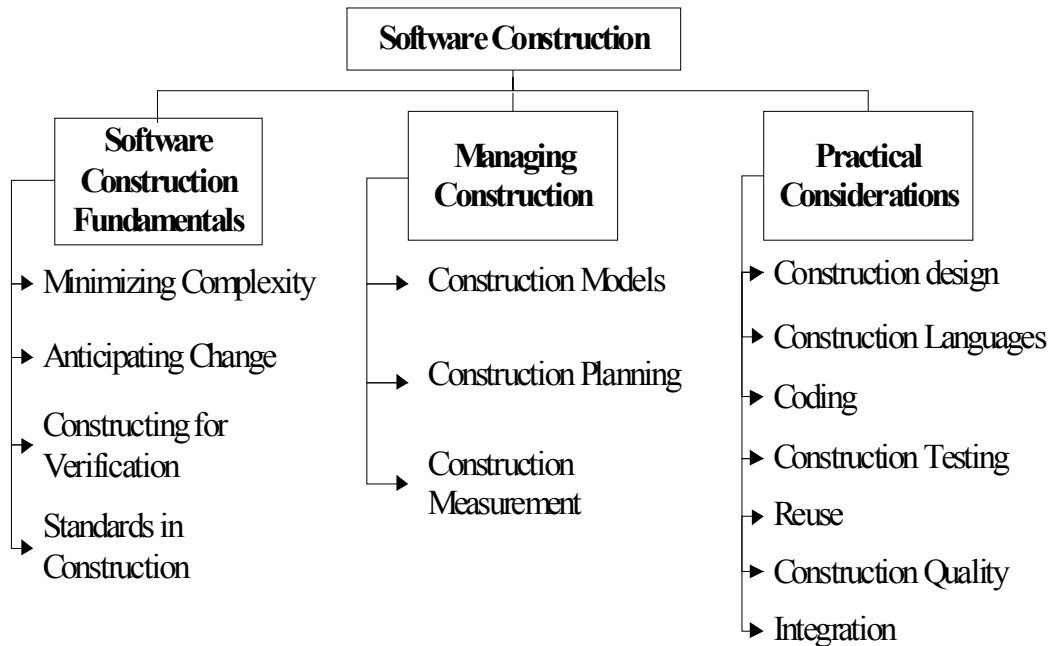 Software Construction
Software
Construction
Fundamentals
Minimizing Complexity
Anticipating Change
Constructing for
Verification
Standards in
Construction
Managing
Construction
Construction Models
Construction Planning
Construction
Measurement
Practical
Considerations
Construction design
Construction Languages
Coding
Construction Testing
Reuse
Construction Quality
Integration